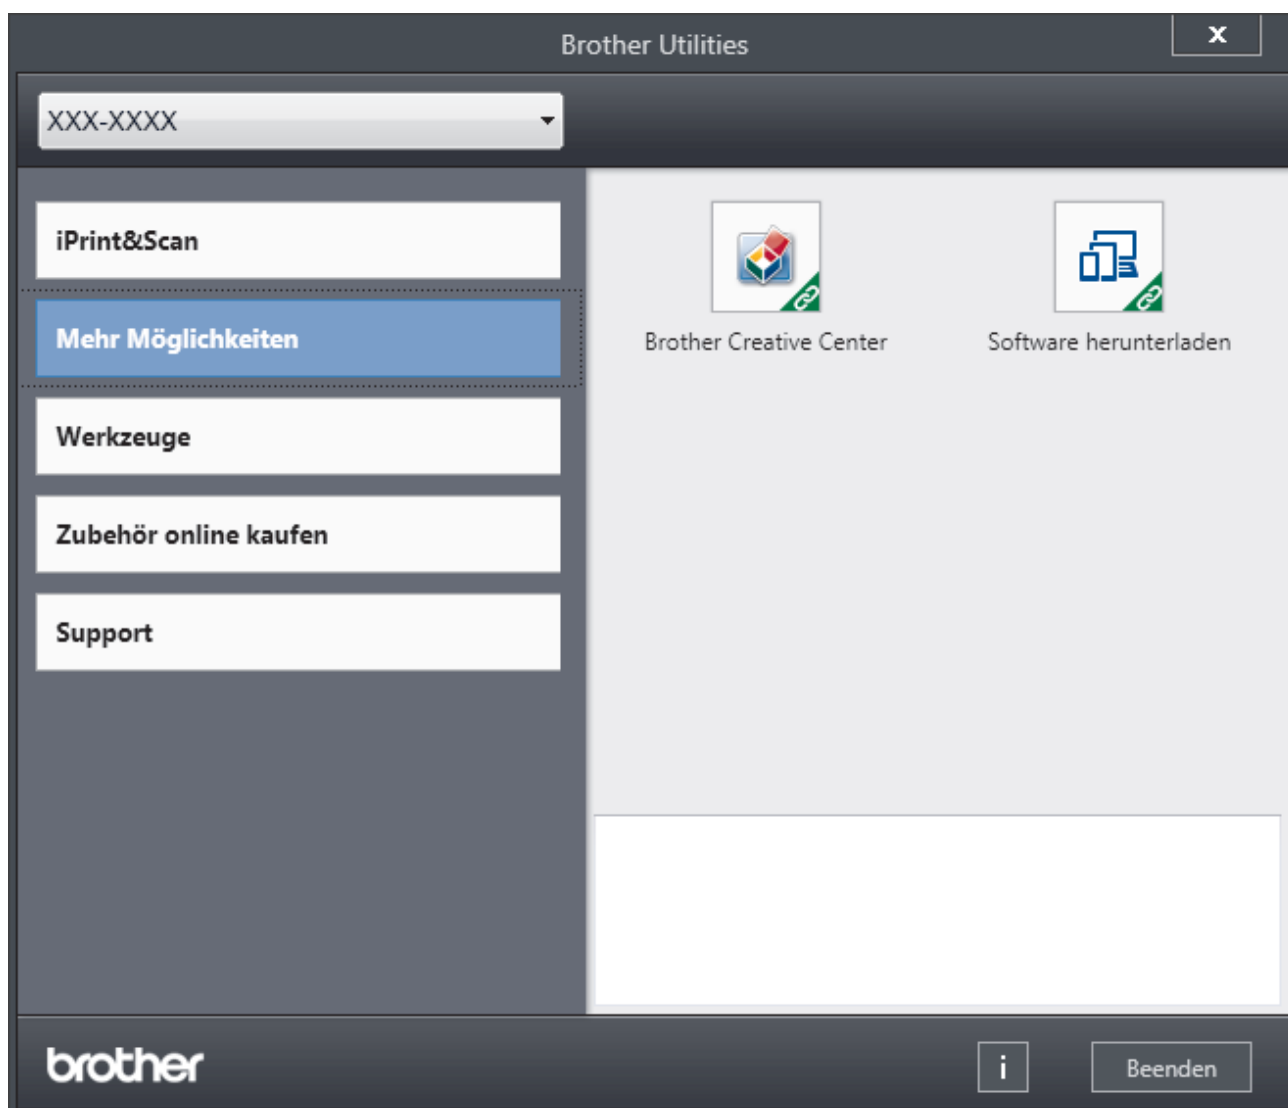 Brother Utilities
x
XXX-XXXX
iPrint&Scan
Mehr Möglichkeiten
Werkzeuge
Zubehör online kaufen
Support
Brother Creative Center
Software herunterladen
brother
i
Beenden